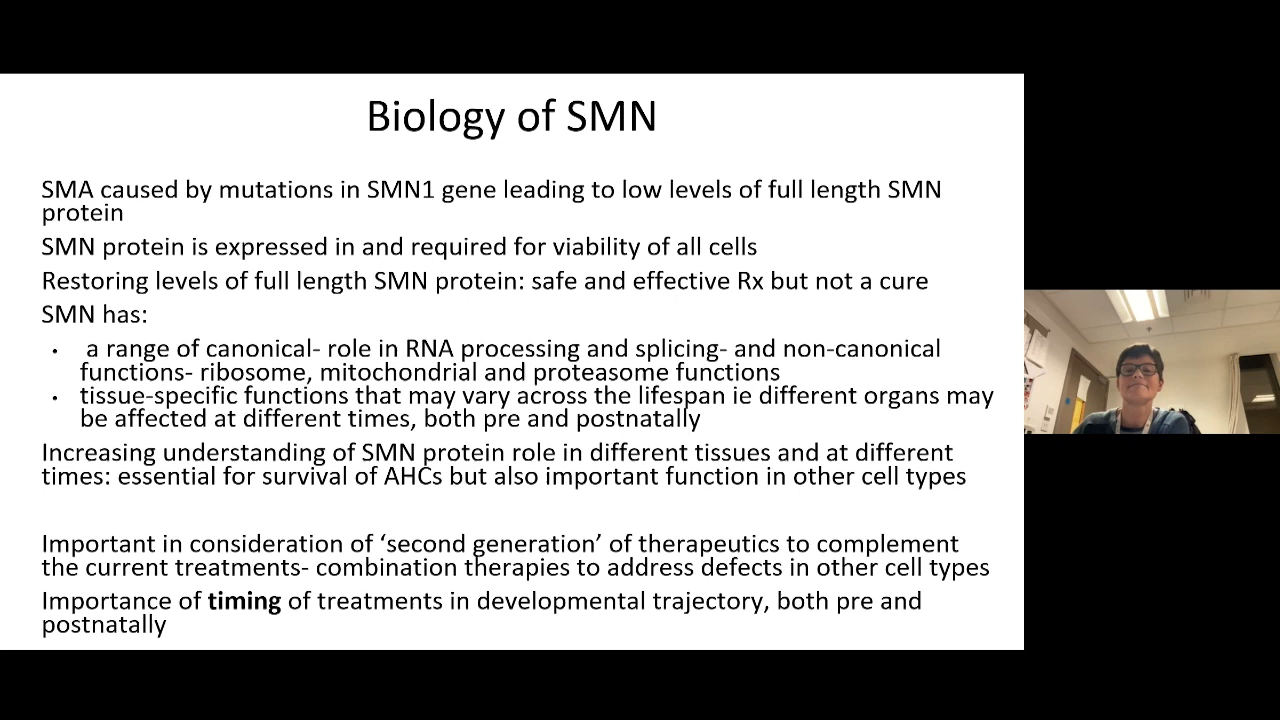 Biology of SMN
SMA caused by mutations in SMN1 gene leading to low levels of full length SMN
protein
SMN protein is expressed in and required for viability of all cells
Restoring levels of full length SMN protein: safe and effective Rx but not a cure
SMN has:
• a range of canonical- role in RNA processing and splicing- and non-canonical
functions- ribosome, mitochondrial and proteasome functions
• tissue-specific functions that may vary across the lifespan ie different organs may
be affected at different times, both pre and postnatally
Increasing understanding of SMN protein role in different tissues and at different
times: essential for survival of AHCs but also important function in other cell types
Important in consideration of ‘second generation’ of therapeutics to complement
the current treatments- combination therapies to address defects in other cell types
Importance of timing of treatments in developmental trajectory, both pre and
postnatally